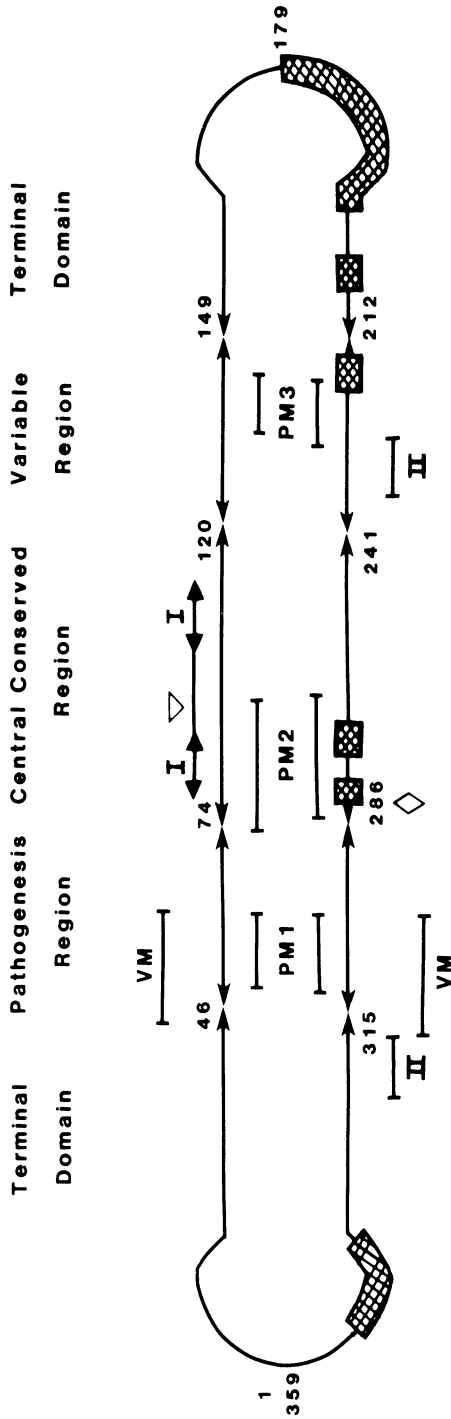 Terminal Pathogenesis Central Conserved Variable Terminal
Domain Region Region Region Domain
VM
I ▽ I
46 74 120 149
1
359
179
PM1 PM2 PM3
315 286 241 212
◇
II II
VM